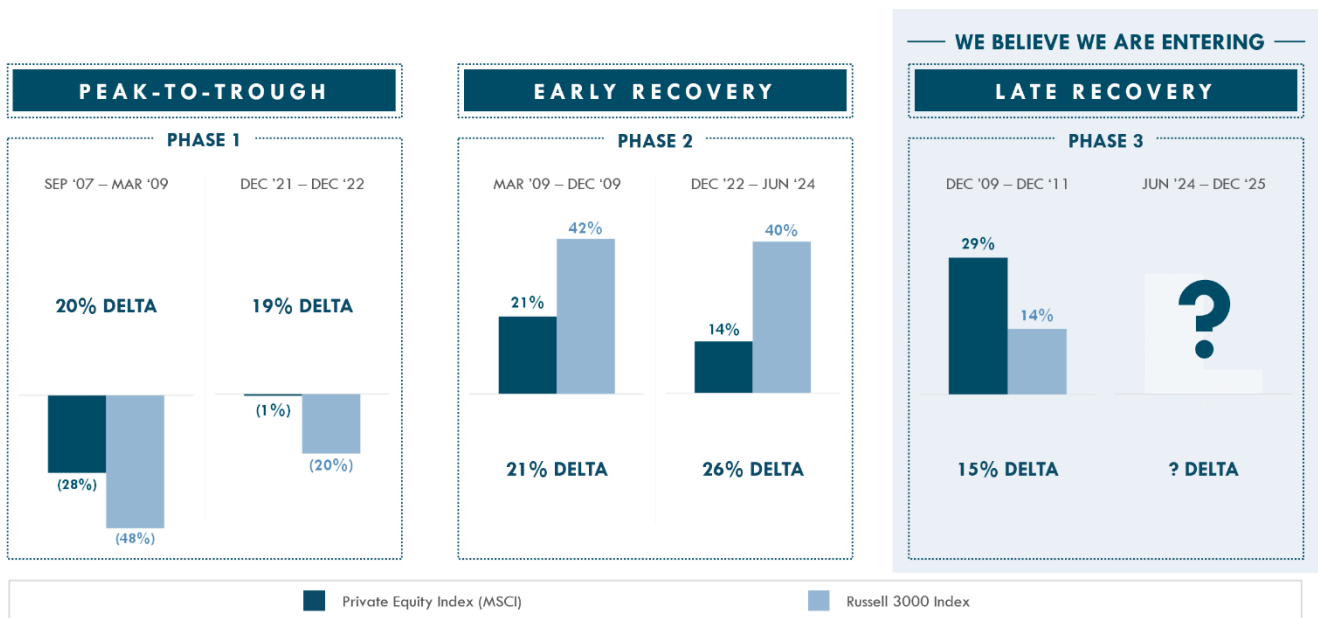 WE BELIEVE WE ARE ENTERING
PEAK-TO-TROUGH
EARLY RECOVERY
LATE RECOVERY
PHASE 1
PHASE 2
PHASE 3
SEP ‘07 – MAR ‘09
DEC ’21 – DEC ‘22
MAR ’09 – DEC ‘09
DEC ’22 – JUN ‘24
DEC ’09 – DEC ‘11
JUN ’24 – DEC ‘25
42%
40%
29%
21%
14%
14%
?
20% DELTA
19% DELTA
(1%)
(20%)
(28%)
(48%)
21% DELTA
26% DELTA
15% DELTA
? DELTA
Private Equity Index (MSCI)
Russell 3000 Index